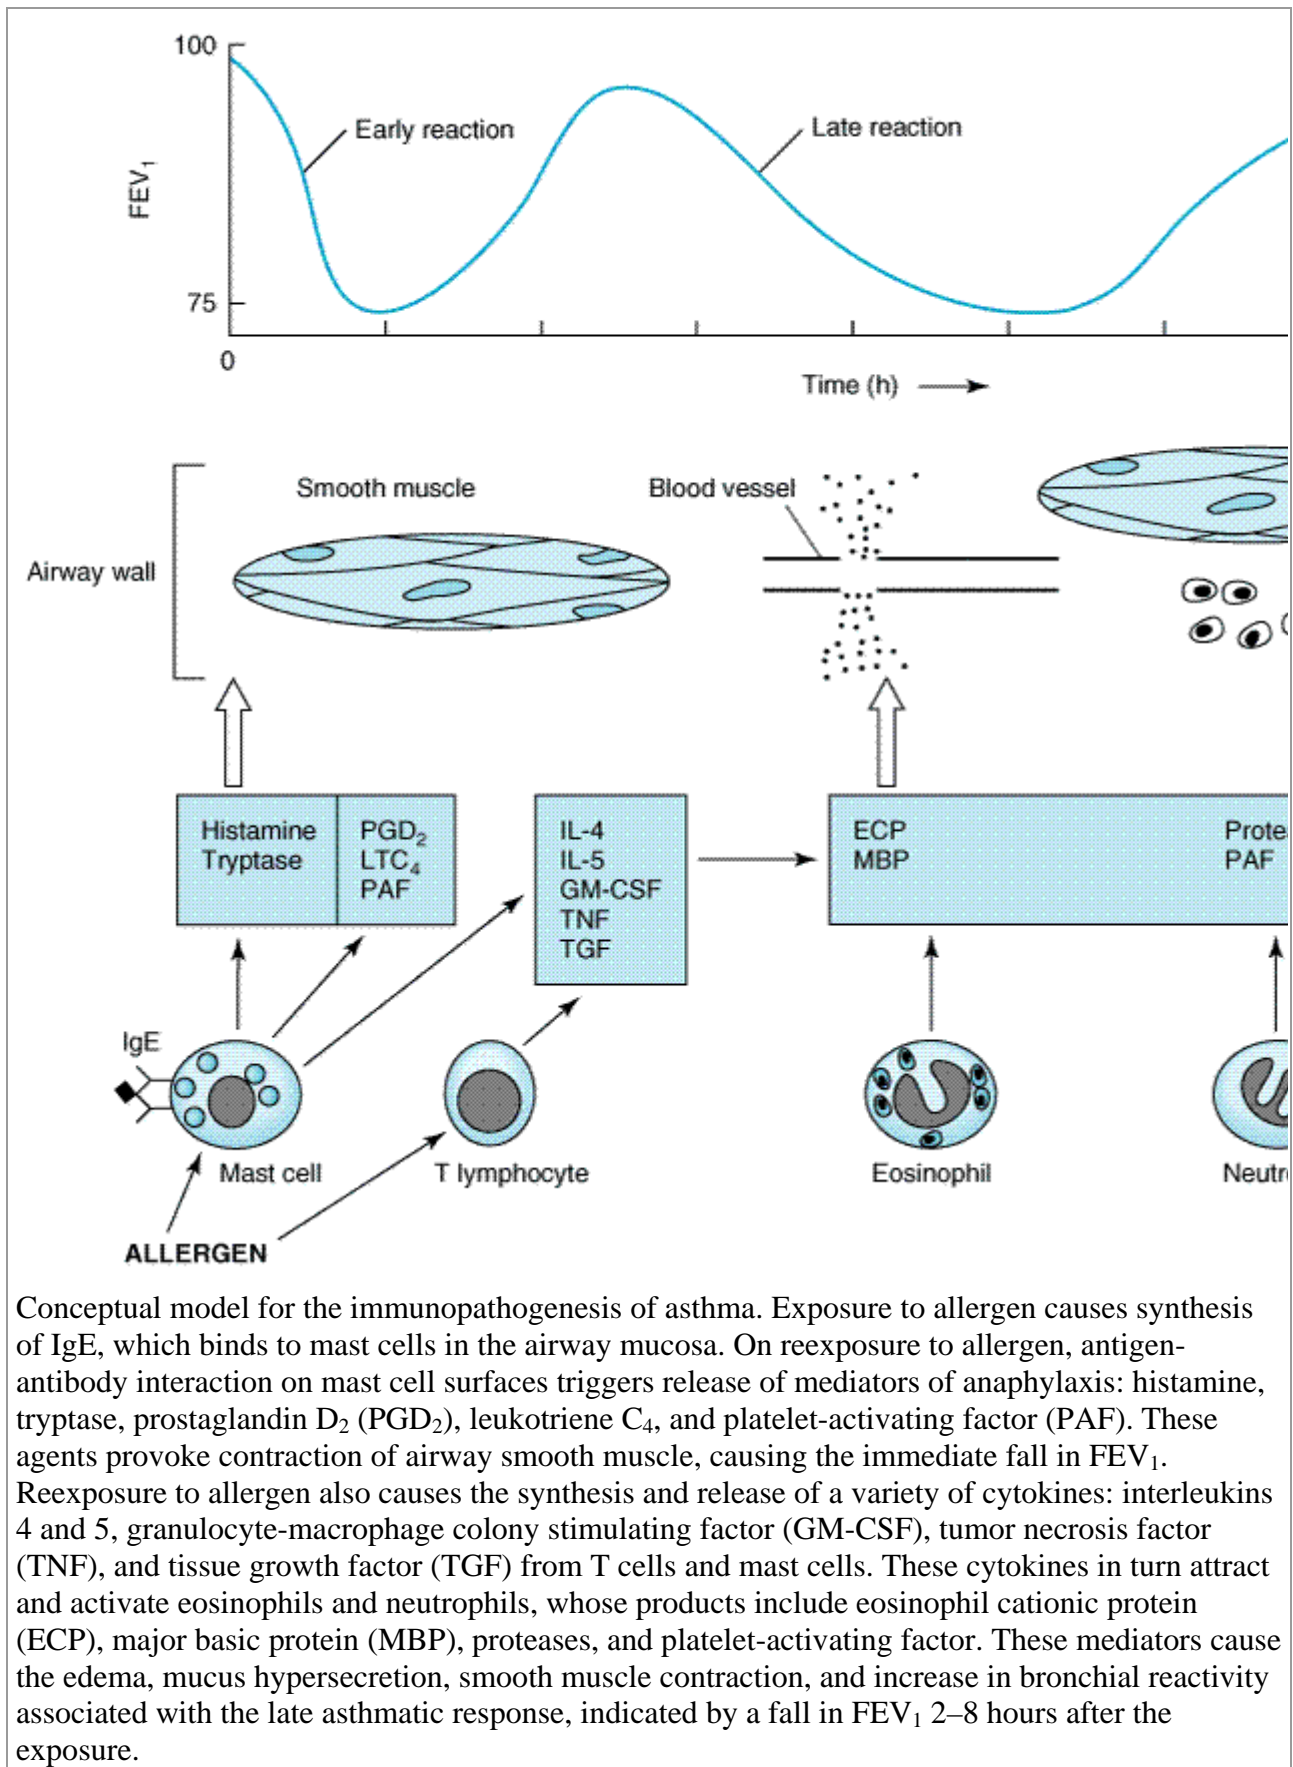 100
Early reaction
Late reaction
FEV₁
75
0
Time (h)
Smooth muscle
Blood vessel
Airway wall
Histamine
Tryptase
PGD₂
LTC₄
PAF
IL-4
IL-5
GM-CSF
TNF
TGF
ECP
MBP
Prote
PAF
IgE
Mast cell
T lymphocyte
Eosinophil
Neutr
ALLERGEN
Conceptual model for the immunopathogenesis of asthma. Exposure to allergen causes synthesis
of IgE, which binds to mast cells in the airway mucosa. On reexposure to allergen, antigen-
antibody interaction on mast cell surfaces triggers release of mediators of anaphylaxis: histamine,
tryptase, prostaglandin D₂ (PGD₂), leukotriene C₄, and platelet-activating factor (PAF). These
agents provoke contraction of airway smooth muscle, causing the immediate fall in FEV₁.
Reexposure to allergen also causes the synthesis and release of a variety of cytokines: interleukins
4 and 5, granulocyte-macrophage colony stimulating factor (GM-CSF), tumor necrosis factor
(TNF), and tissue growth factor (TGF) from T cells and mast cells. These cytokines in turn attract
and activate eosinophils and neutrophils, whose products include eosinophil cationic protein
(ECP), major basic protein (MBP), proteases, and platelet-activating factor. These mediators cause
the edema, mucus hypersecretion, smooth muscle contraction, and increase in bronchial reactivity
associated with the late asthmatic response, indicated by a fall in FEV₁ 2–8 hours after the
exposure.